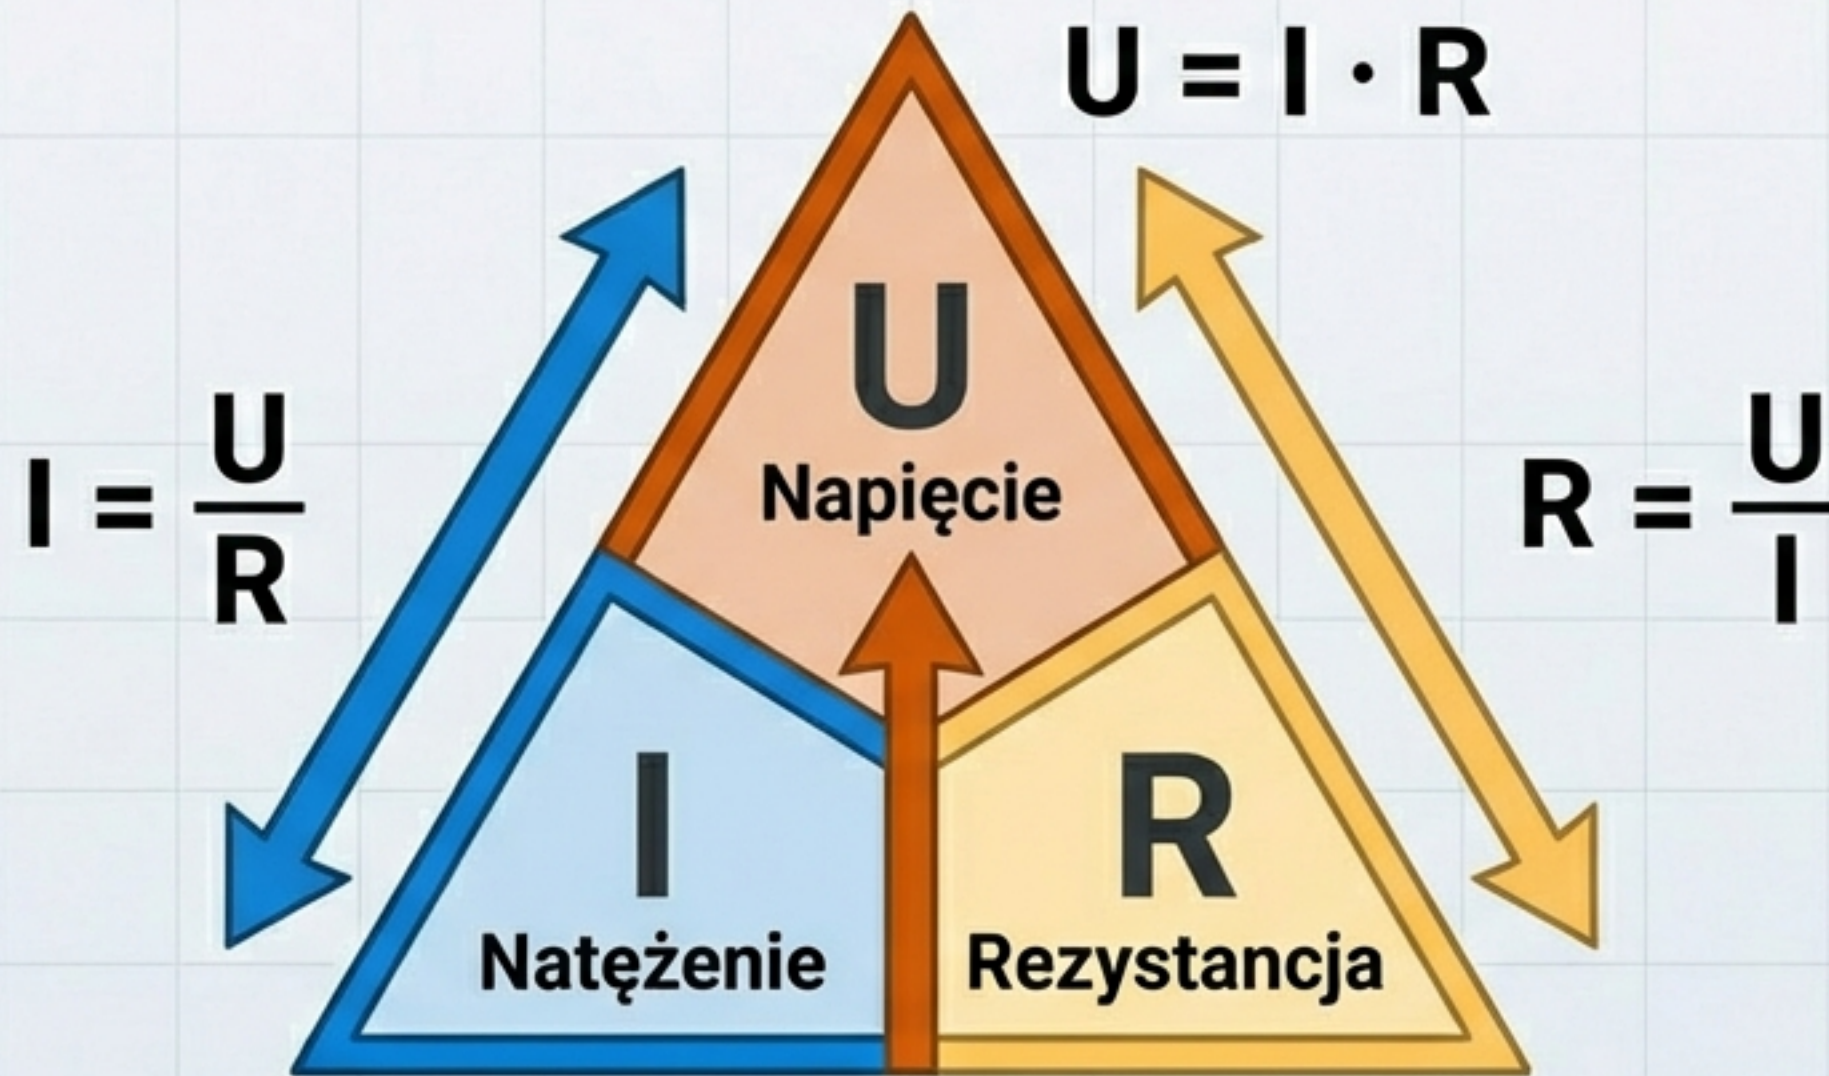 U = I · R
I = U
R
R = U
I
U
Napięcie
I
Natężenie
R
Rezystancja